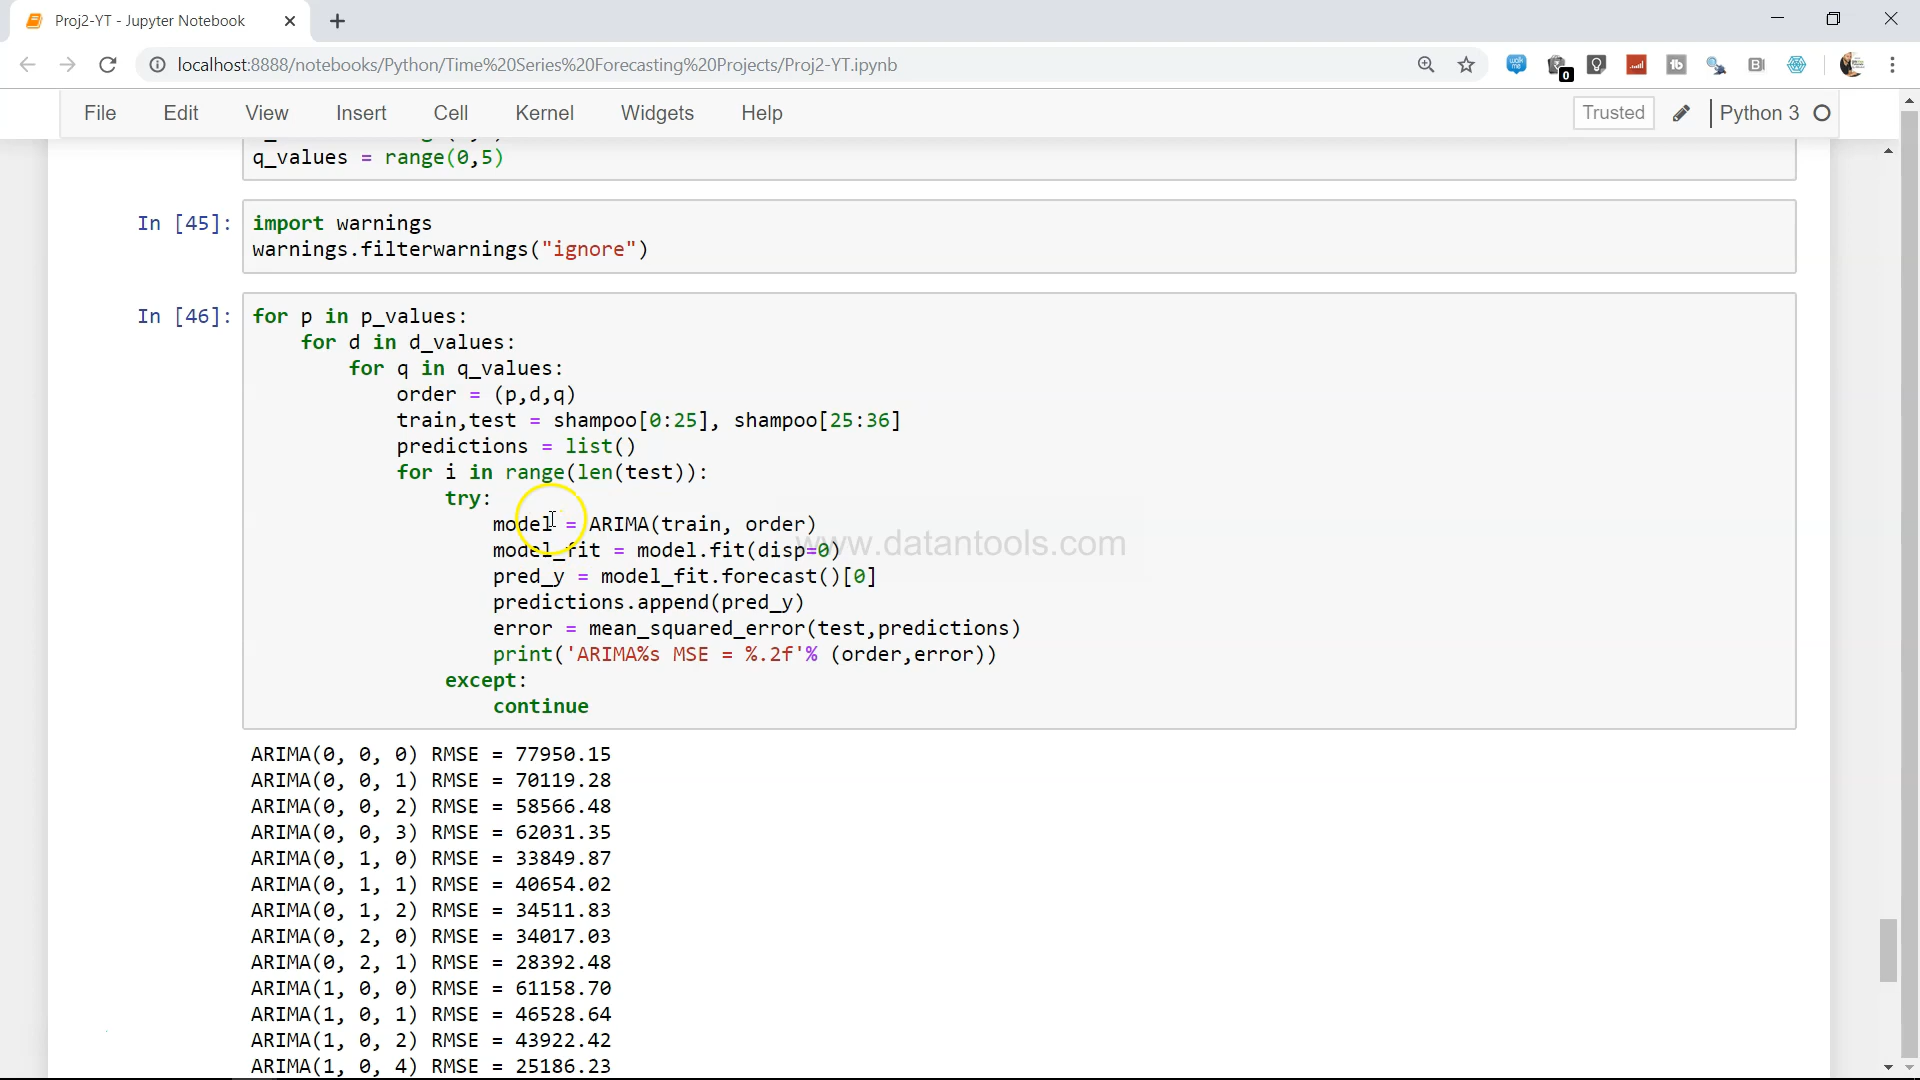 Proj2-YT - Jupyter Notebook
localhost:8888/notebooks/Python/Time%20Series%20Forecasting%20Projects/Proj2-YT.ipynb
0
File Edit View Insert Cell Kernel Widgets Help
Trusted
Python 3
q_values = range(0,5)
In [45]:
import warnings
warnings.filterwarnings("ignore")
In [46]:
for p in p_values:
for d in d_values:
for q in q_values:
order = (p,d,q)
train,test = shampoo[0:25], shampoo[25:36]
predictions = list()
for i in range(len(test)):
try:
model = ARIMA(train, order)
model_fit = model.fit(disp=0)
pred_y = model_fit.forecast()[0]
predictions.append(pred_y)
error = mean_squared_error(test,predictions)
print('ARIMA%s MSE = %.2f'% (order,error))
except:
continue
www.datantools.com
ARIMA(0, 0, 0) RMSE = 77950.15
ARIMA(0, 0, 1) RMSE = 70119.28
ARIMA(0, 0, 2) RMSE = 58566.48
ARIMA(0, 0, 3) RMSE = 62031.35
ARIMA(0, 1, 0) RMSE = 33849.87
ARIMA(0, 1, 1) RMSE = 40654.02
ARIMA(0, 1, 2) RMSE = 34511.83
ARIMA(0, 2, 0) RMSE = 34017.03
ARIMA(0, 2, 1) RMSE = 28392.48
ARIMA(1, 0, 0) RMSE = 61158.70
ARIMA(1, 0, 1) RMSE = 46528.64
ARIMA(1, 0, 2) RMSE = 43922.42
ARIMA(1, 0, 4) RMSE = 25186.23